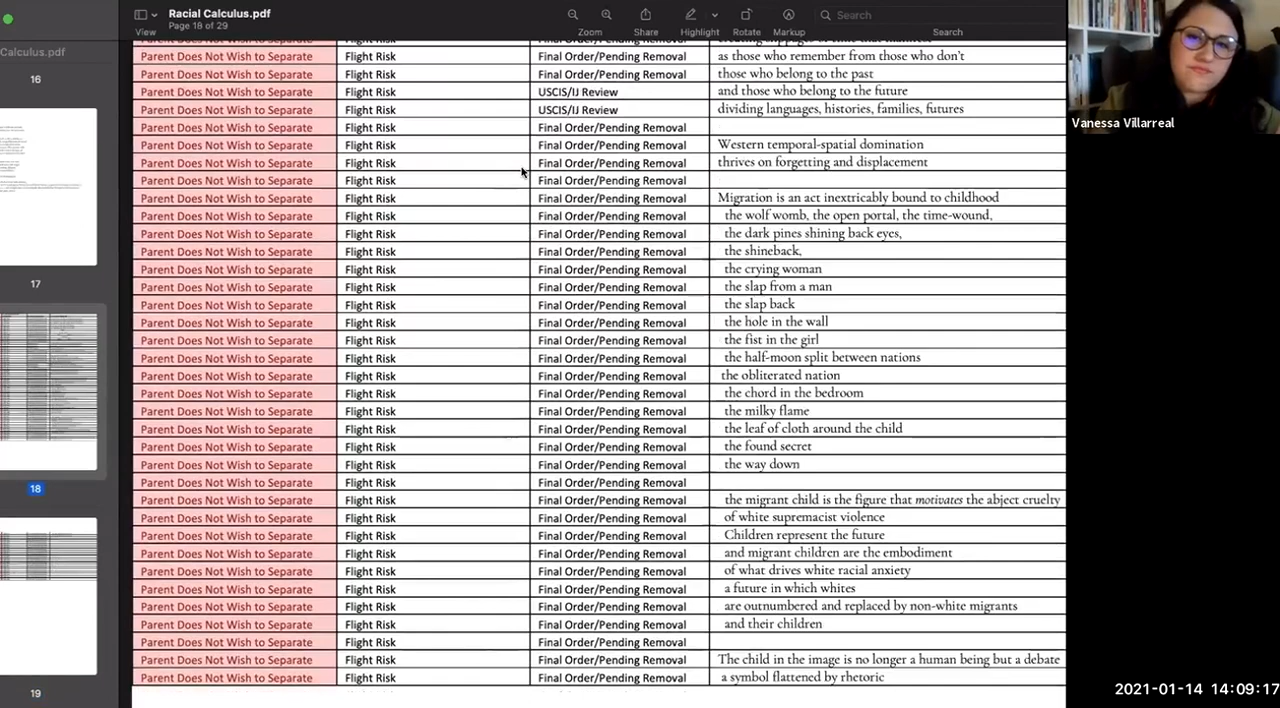 Racial Calculus.pdf
Page 18 of 29
View Zoom Share Highlight Rotate Markup Search
Search
Calculus.pdf
16
17
18
19
Parent Does Not Wish to Separate Flight Risk Final Order/Pending Removal
Parent Does Not Wish to Separate Flight Risk Final Order/Pending Removal as those who remember from those who don't
Parent Does Not Wish to Separate Flight Risk Final Order/Pending Removal those who belong to the past
Parent Does Not Wish to Separate Flight Risk USCIS/IJ Review and those who belong to the future
Parent Does Not Wish to Separate Flight Risk USCIS/IJ Review dividing languages, histories, families, futures
Parent Does Not Wish to Separate Flight Risk Final Order/Pending Removal
Parent Does Not Wish to Separate Flight Risk Final Order/Pending Removal Western temporal-spatial domination
Parent Does Not Wish to Separate Flight Risk Final Order/Pending Removal thrives on forgetting and displacement
Parent Does Not Wish to Separate Flight Risk Final Order/Pending Removal
Parent Does Not Wish to Separate Flight Risk Final Order/Pending Removal Migration is an act inextricably bound to childhood
Parent Does Not Wish to Separate Flight Risk Final Order/Pending Removal the wolf womb, the open portal, the time-wound,
Parent Does Not Wish to Separate Flight Risk Final Order/Pending Removal the dark pines shining back eyes,
Parent Does Not Wish to Separate Flight Risk Final Order/Pending Removal the shineback,
Parent Does Not Wish to Separate Flight Risk Final Order/Pending Removal the crying woman
Parent Does Not Wish to Separate Flight Risk Final Order/Pending Removal the slap from a man
Parent Does Not Wish to Separate Flight Risk Final Order/Pending Removal the slap back
Parent Does Not Wish to Separate Flight Risk Final Order/Pending Removal the hole in the wall
Parent Does Not Wish to Separate Flight Risk Final Order/Pending Removal the fist in the girl
Parent Does Not Wish to Separate Flight Risk Final Order/Pending Removal the half-moon split between nations
Parent Does Not Wish to Separate Flight Risk Final Order/Pending Removal the obliterated nation
Parent Does Not Wish to Separate Flight Risk Final Order/Pending Removal the chord in the bedroom
Parent Does Not Wish to Separate Flight Risk Final Order/Pending Removal the milky flame
Parent Does Not Wish to Separate Flight Risk Final Order/Pending Removal the leaf of cloth around the child
Parent Does Not Wish to Separate Flight Risk Final Order/Pending Removal the found secret
Parent Does Not Wish to Separate Flight Risk Final Order/Pending Removal the way down
Parent Does Not Wish to Separate Flight Risk Final Order/Pending Removal
Parent Does Not Wish to Separate Flight Risk Final Order/Pending Removal the migrant child is the figure that motivates the abject cruelty
Parent Does Not Wish to Separate Flight Risk Final Order/Pending Removal of white supremacist violence
Parent Does Not Wish to Separate Flight Risk Final Order/Pending Removal Children represent the future
Parent Does Not Wish to Separate Flight Risk Final Order/Pending Removal and migrant children are the embodiment
Parent Does Not Wish to Separate Flight Risk Final Order/Pending Removal of what drives white racial anxiety
Parent Does Not Wish to Separate Flight Risk Final Order/Pending Removal a future in which whites
Parent Does Not Wish to Separate Flight Risk Final Order/Pending Removal are outnumbered and replaced by non-white migrants
Parent Does Not Wish to Separate Flight Risk Final Order/Pending Removal and their children
Parent Does Not Wish to Separate Flight Risk Final Order/Pending Removal
Parent Does Not Wish to Separate Flight Risk Final Order/Pending Removal The child in the image is no longer a human being but a debate
Parent Does Not Wish to Separate Flight Risk Final Order/Pending Removal a symbol flattened by rhetoric
Vanessa Villarreal
2021-01-14 14:09:17